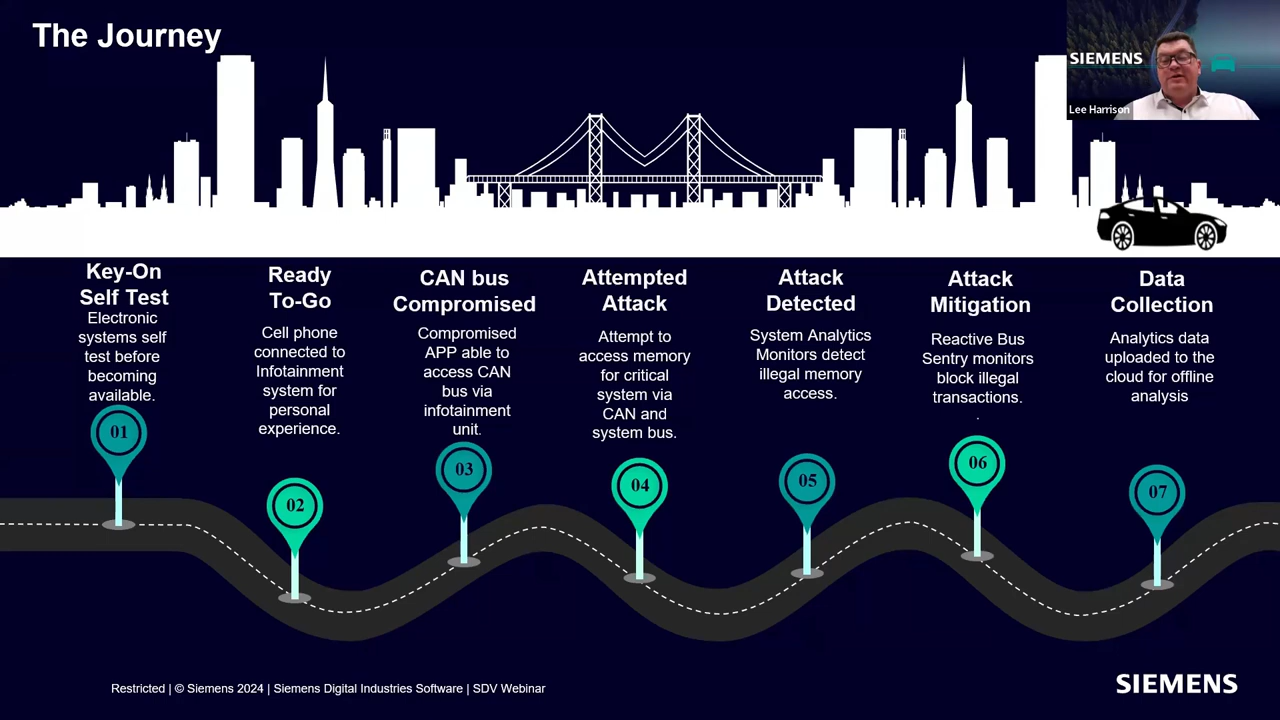 The Journey
SIEMENS
Lee Harrison
Key-On
Self Test
Electronic
systems self
test before
becoming
available.
01
Ready
To-Go
Cell phone
connected to
Infotainment
system for
personal
experience.
02
CAN bus
Compromised
Compromised
APP able to
access CAN
bus via
infotainment
unit.
03
Attempted
Attack
Attempt to
access memory
for critical
system via
CAN and
system bus.
04
Attack
Detected
System Analytics
Monitors detect
illegal memory
access.
05
Attack
Mitigation
Reactive Bus
Sentry monitors
block illegal
transactions.
.
06
Data
Collection
Analytics data
uploaded to the
cloud for offline
analysis
07
Restricted | © Siemens 2024 | Siemens Digital Industries Software | SDV Webinar
SIEMENS